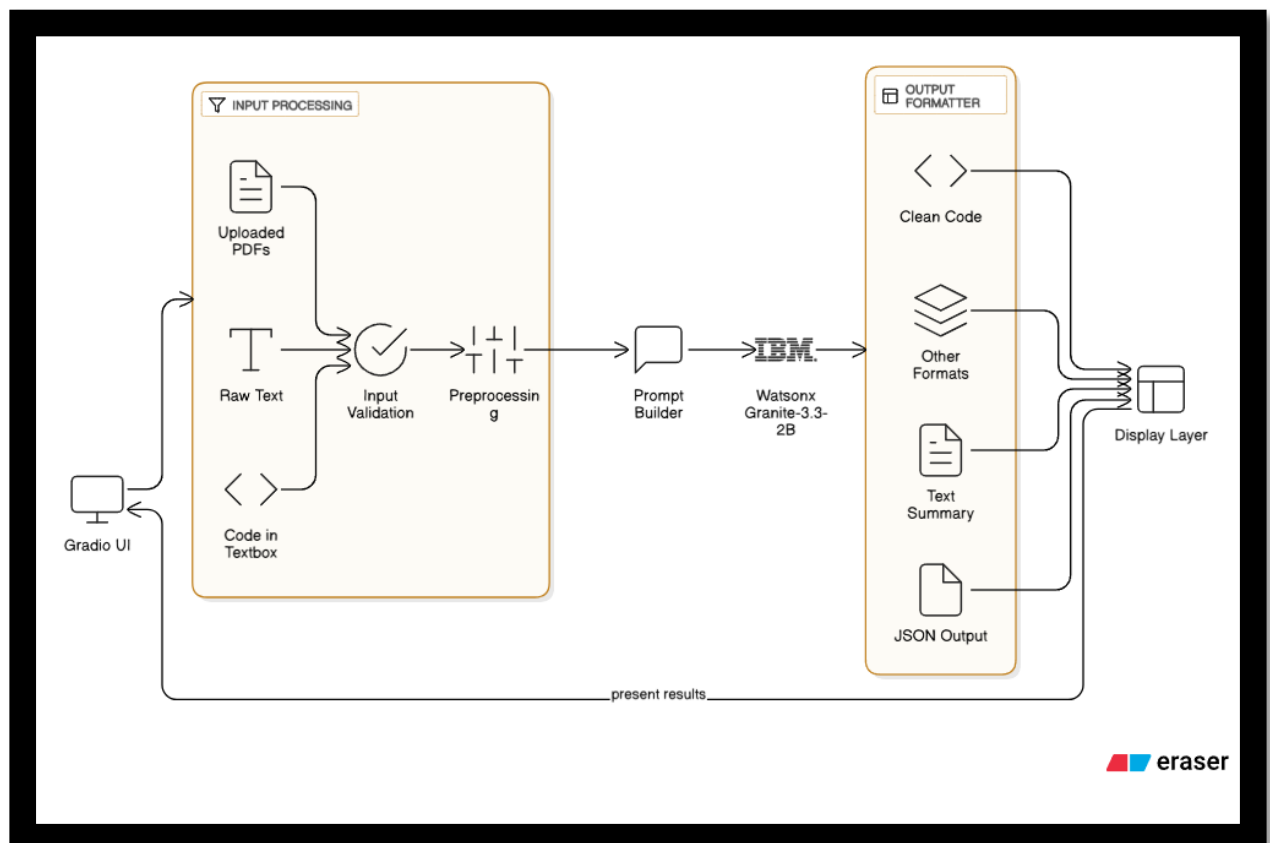 INPUT PROCESSING
Uploaded
PDFs
Raw Text
Code in
Textbox
Input
Validation
Preprocessin
g
Gradio UI
Prompt
Builder
IBM.
Watsonx
Granite-3.3-
2B
OUTPUT
FORMATTER
Clean Code
Other
Formats
Text
Summary
JSON Output
Display Layer
present results
eraser